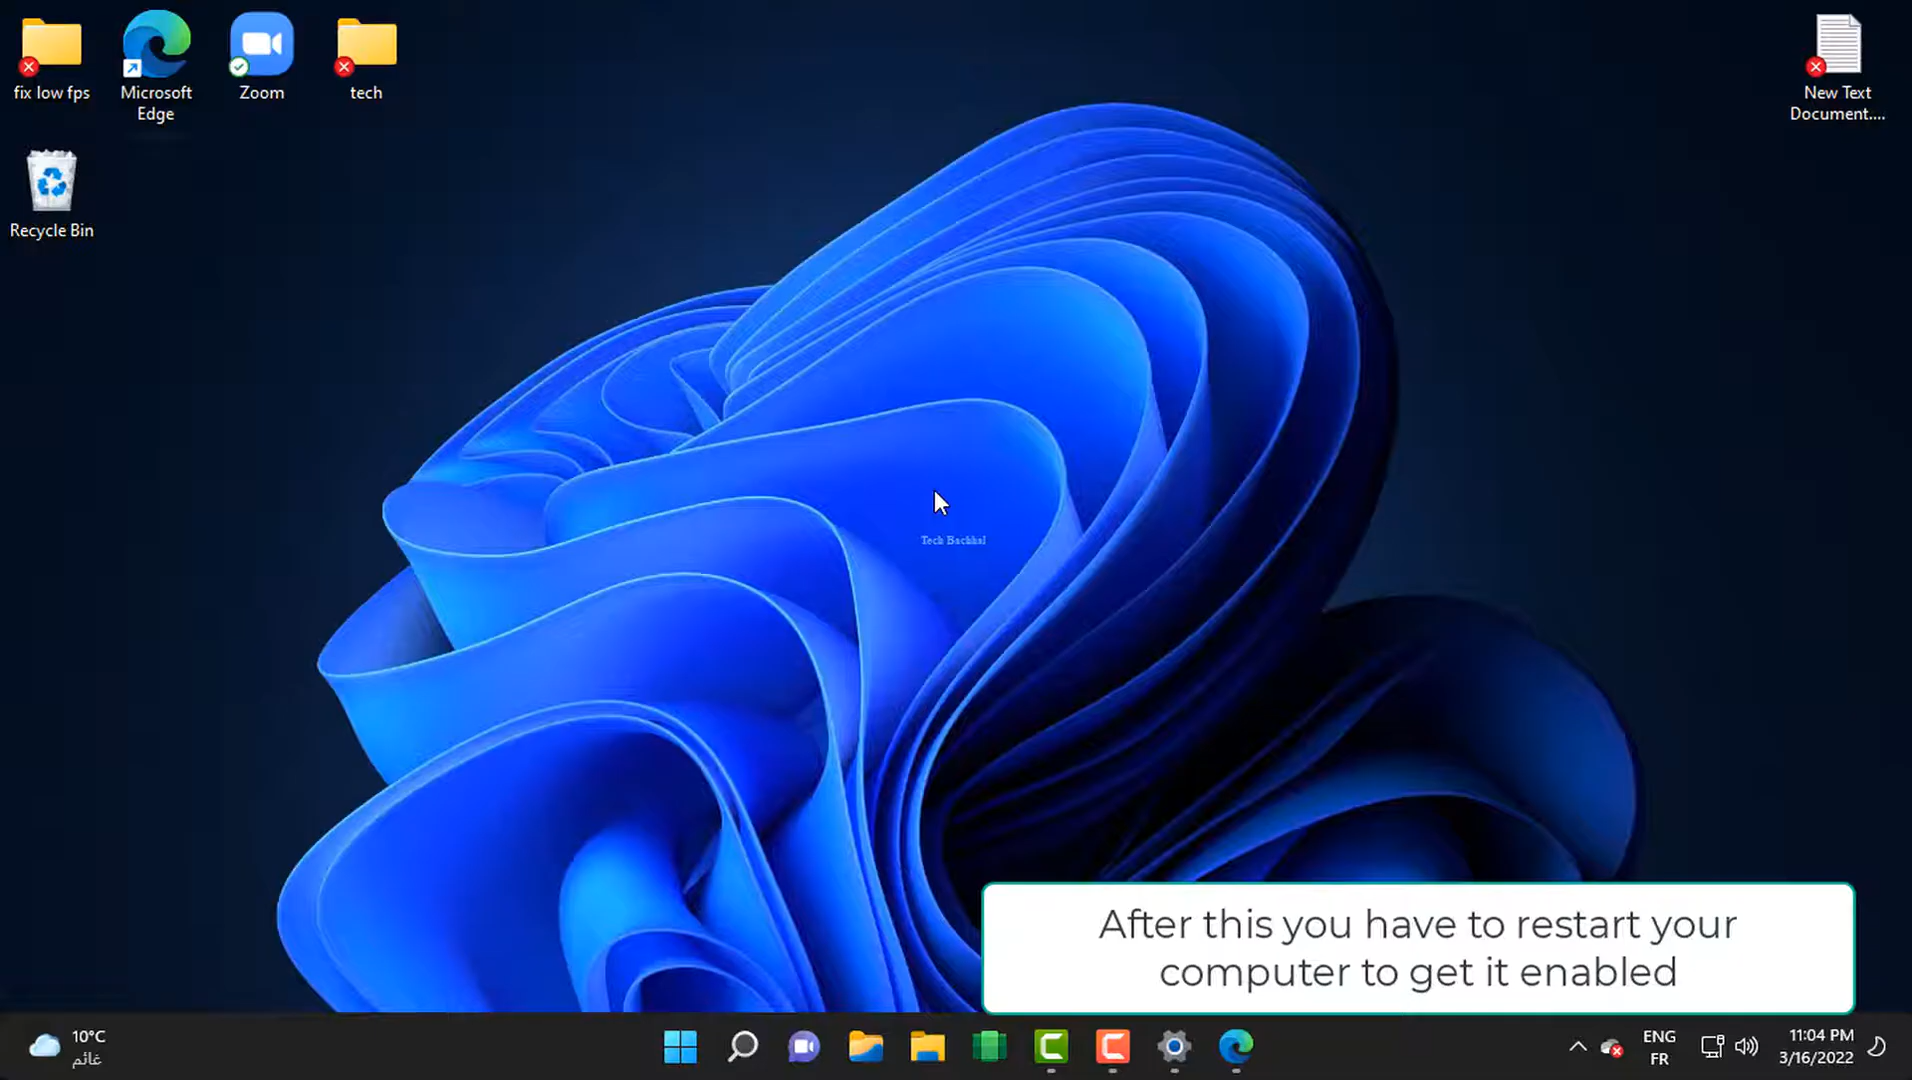 fix low fps
Microsoft
Edge
Zoom
tech
New Text
Document....
Recycle Bin
Tech Bachhal
After this you have to restart your
computer to get it enabled
10°C
غائم
ENG
FR
11:04 PM
3/16/2022